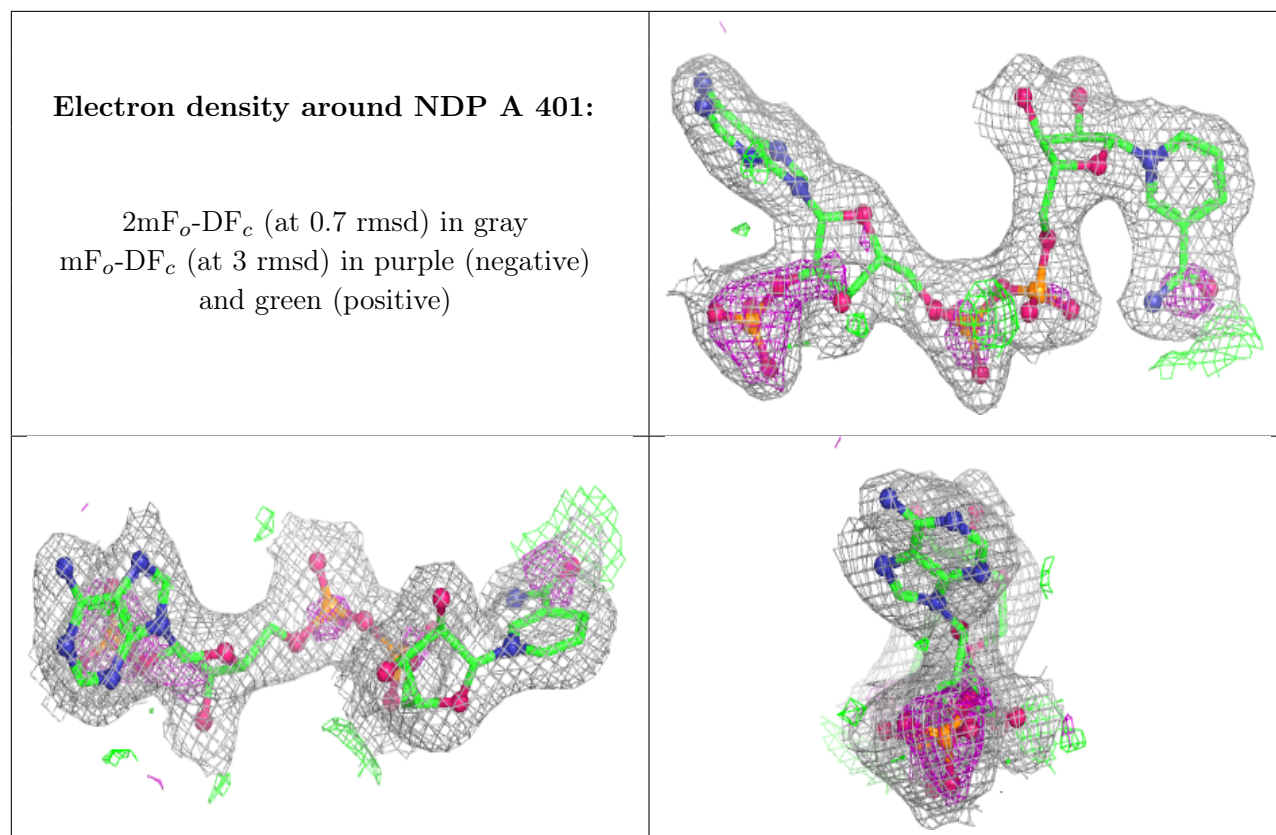 Electron density around NDP A 401:
2mFo-DFc (at 0.7 rmsd) in gray
mFo-DFc (at 3 rmsd) in purple (negative)
and green (positive)